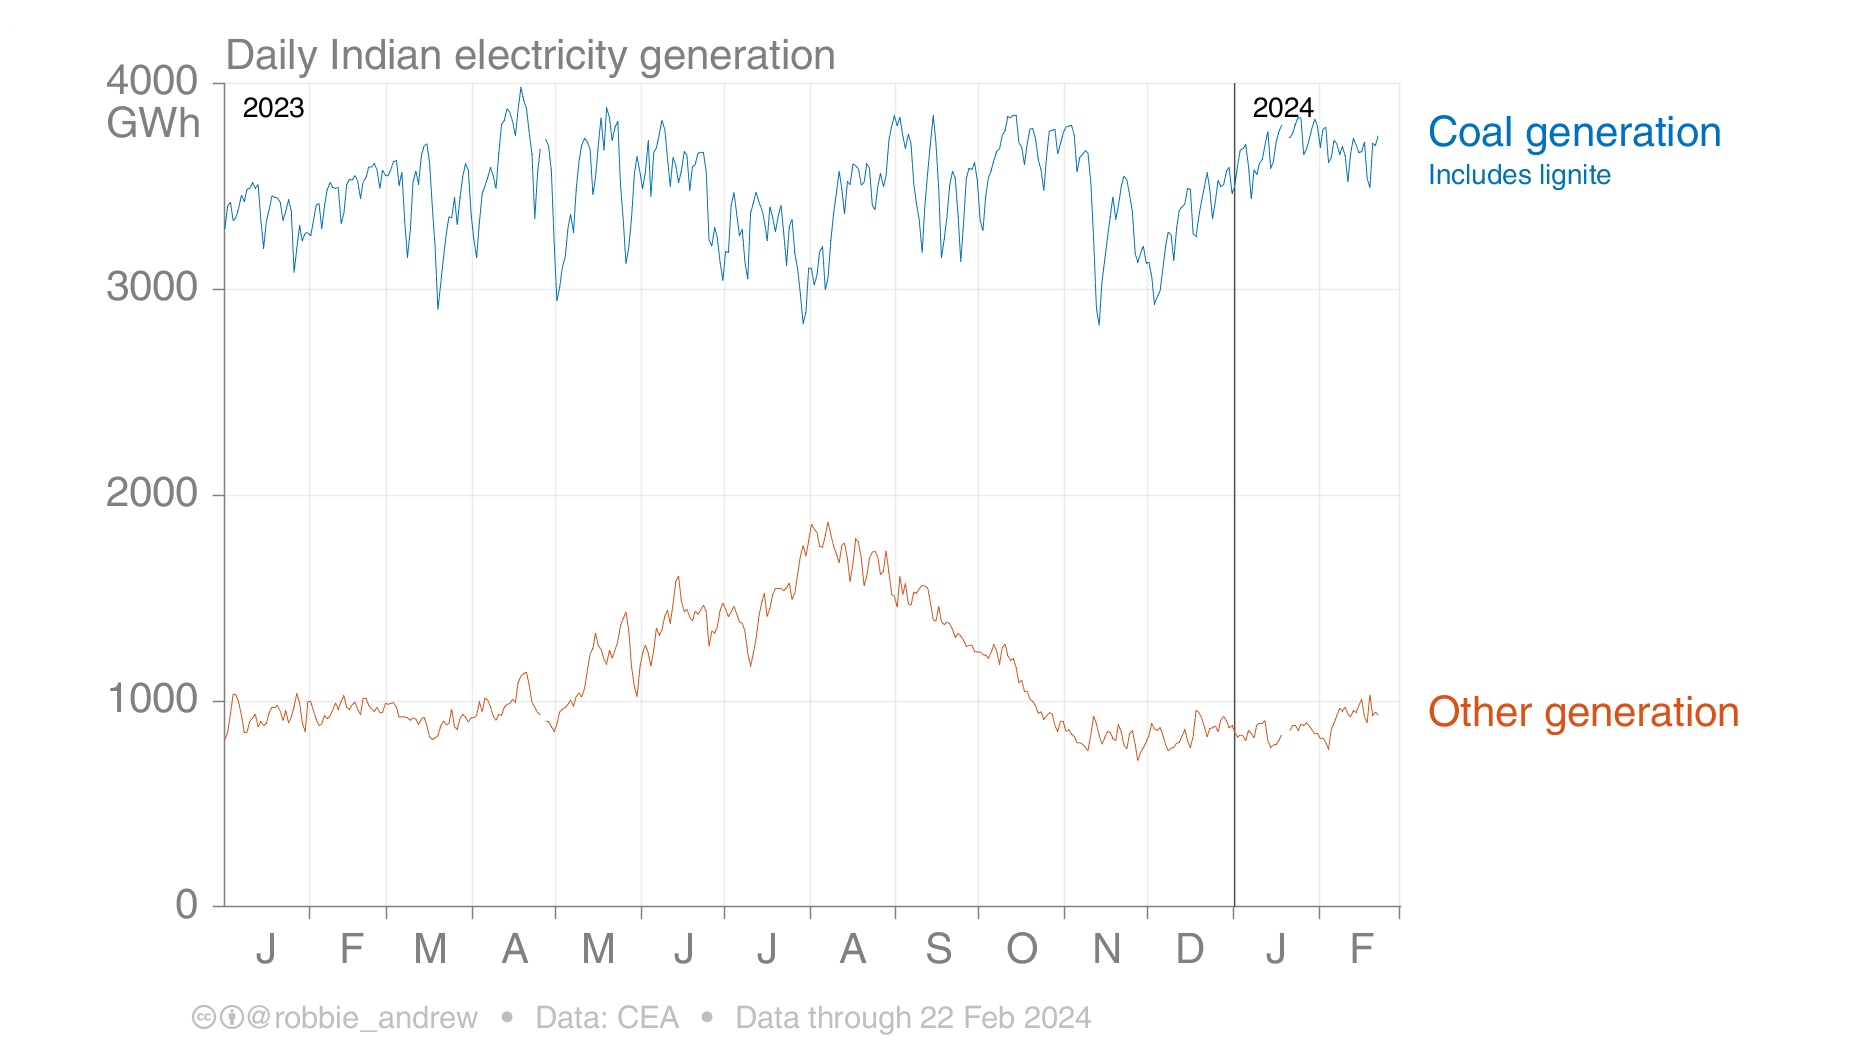 Daily Indian electricity generation
4000
GWh
2023
2024
Coal generation
Includes lignite
3000
2000
1000
Other generation
0
J F M A M J J A S O N D J F
@robbie_andrew • Data: CEA • Data through 22 Feb 2024